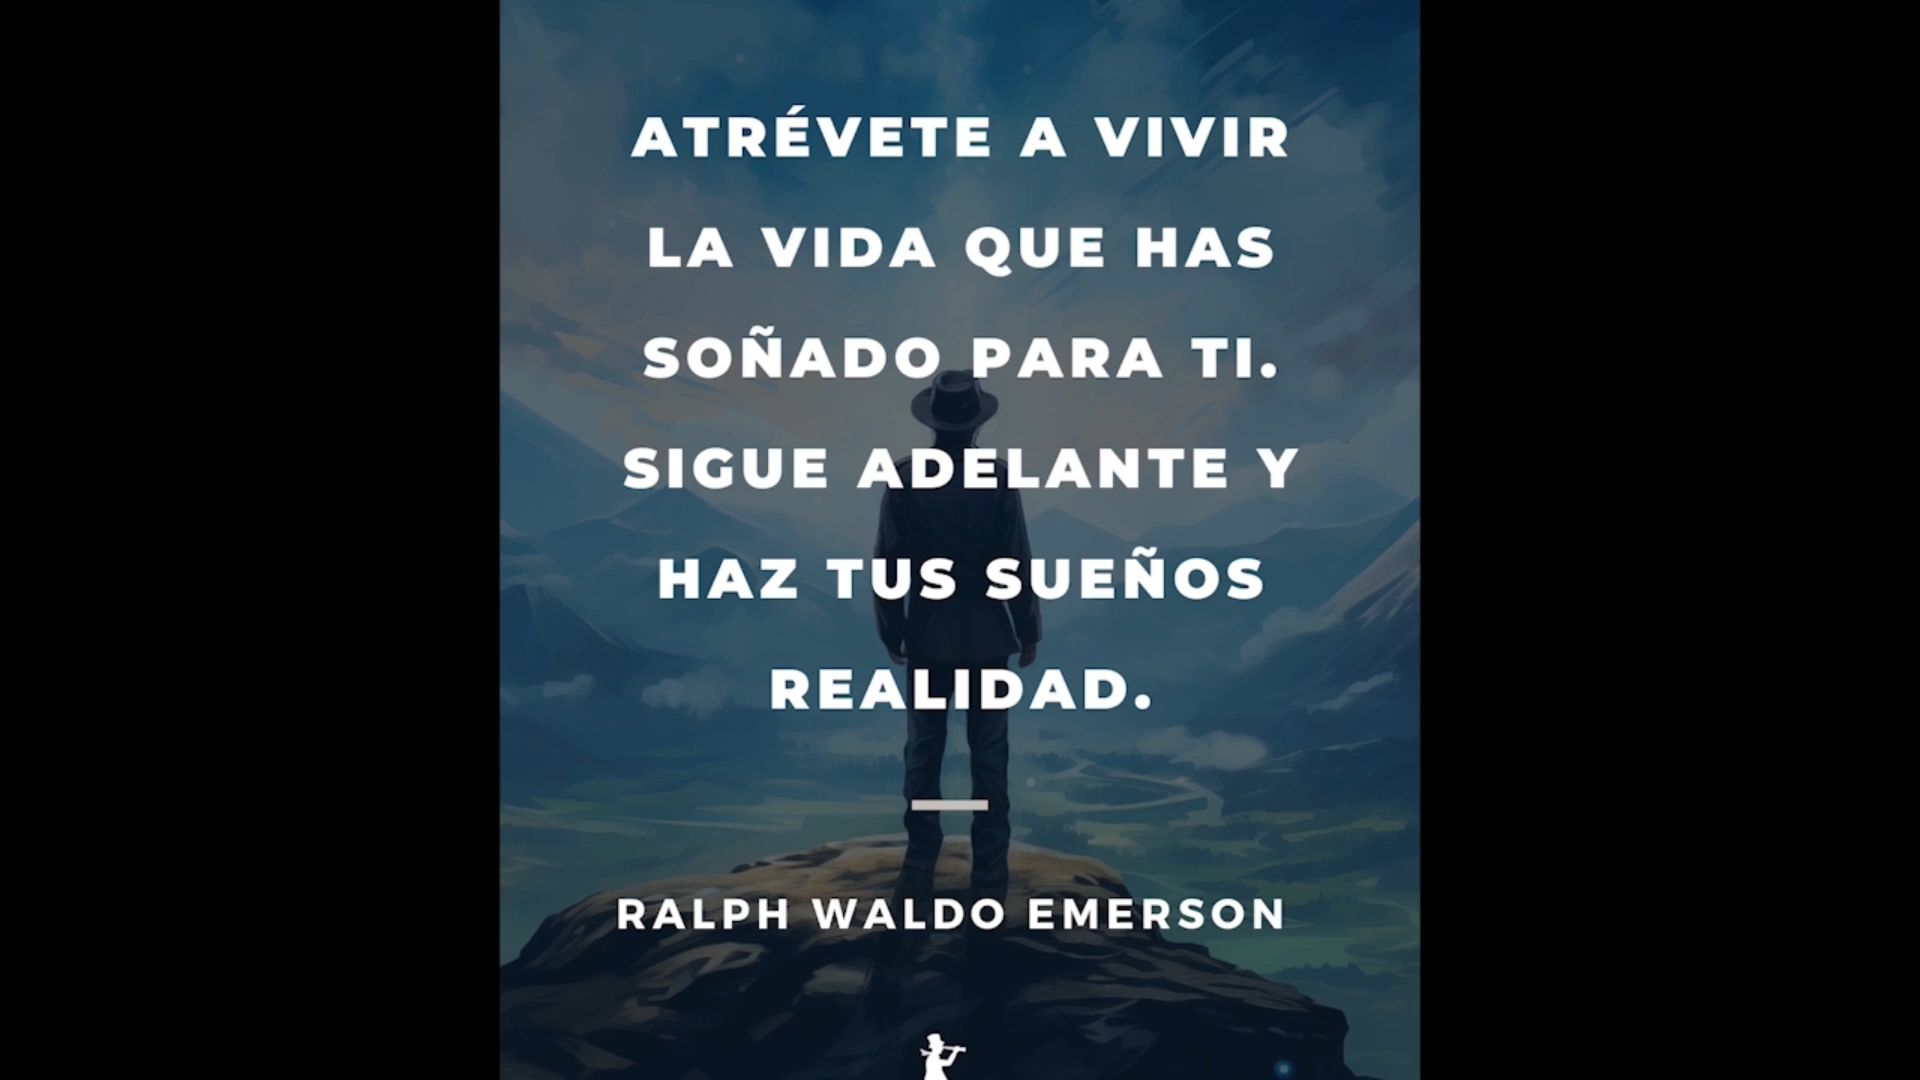 ATRÉVETE A VIVIR
LA VIDA QUE HAS
SOÑADO PARA TI.
SIGUE ADELANTE Y
HAZ TUS SUEÑOS
REALIDAD.
RALPH WALDO EMERSON